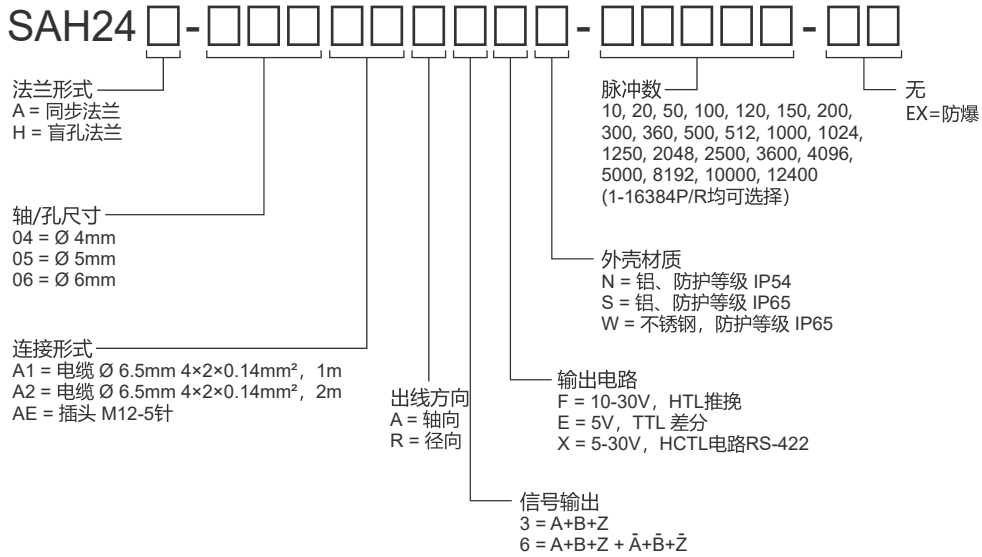 SAH24□-□□□□□□□□□-□□□□□-□□
法兰形式
A = 同步法兰
H = 盲孔法兰
轴/孔尺寸
04 = Ø 4mm
05 = Ø 5mm
06 = Ø 6mm
连接形式
A1 = 电缆 Ø 6.5mm 4×2×0.14mm²，1m
A2 = 电缆 Ø 6.5mm 4×2×0.14mm²，2m
AE = 插头 M12-5针
出线方向
A = 轴向
R = 径向
信号输出
3 = A+B+Z
6 = A+B+Z + Ā+B̄+Z̄
输出电路
F = 10-30V，HTL推挽
E = 5V，TTL 差分
X = 5-30V，HCTL电路RS-422
外壳材质
N = 铝、防护等级 IP54
S = 铝、防护等级 IP65
W = 不锈钢，防护等级 IP65
脉冲数
10, 20, 50, 100, 120, 150, 200,
300, 360, 500, 512, 1000, 1024,
1250, 2048, 2500, 3600, 4096,
5000, 8192, 10000, 12400
(1-16384P/R均可选择)
无
EX=防爆